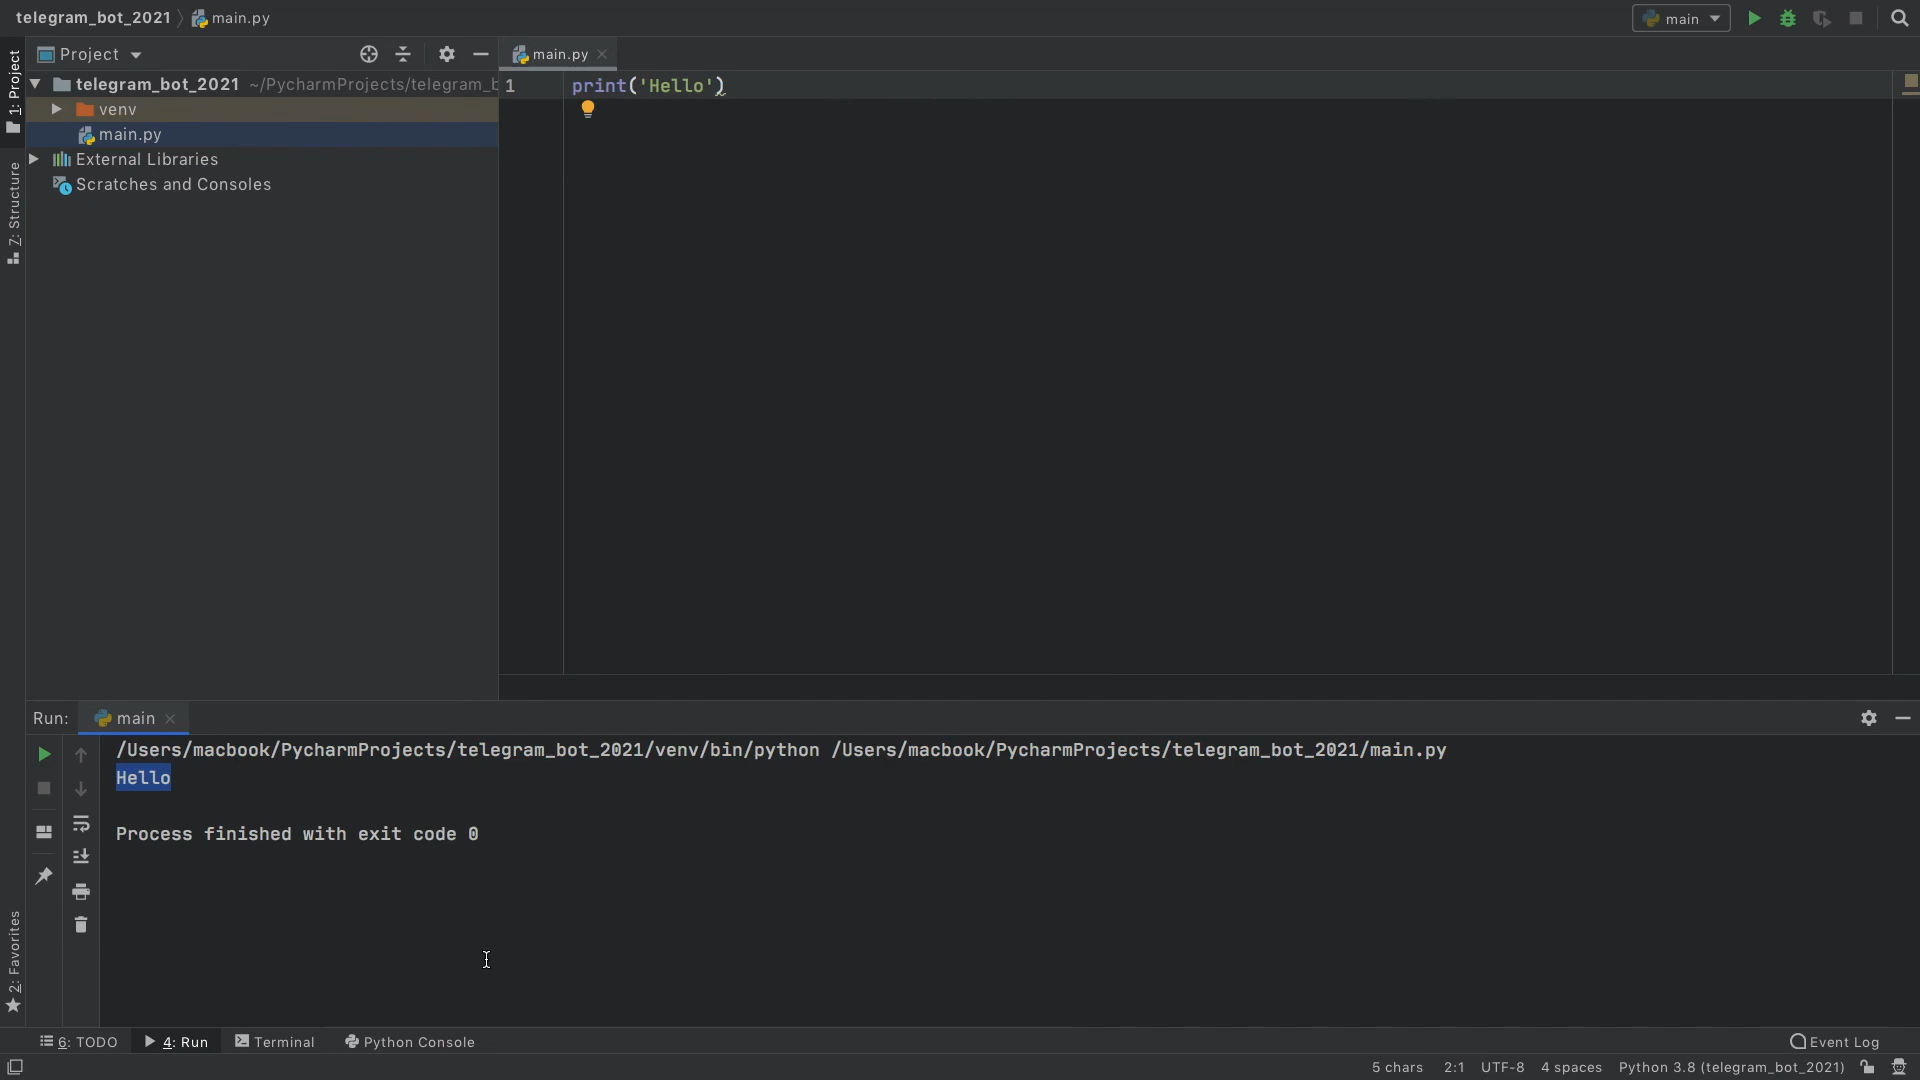 telegram_bot_2021 main.py
main
Project
main.py
1: Project
telegram_bot_2021 ~/PycharmProjects/telegram_b
1 print('Hello')
venv
main.py
External Libraries
Scratches and Consoles
7: Structure
Run: main
/Users/macbook/PycharmProjects/telegram_bot_2021/venv/bin/python /Users/macbook/PycharmProjects/telegram_bot_2021/main.py
Hello
Process finished with exit code 0
2: Favorites
6: TODO 4: Run Terminal Python Console Event Log
5 chars 2:1 UTF-8 4 spaces Python 3.8 (telegram_bot_2021)